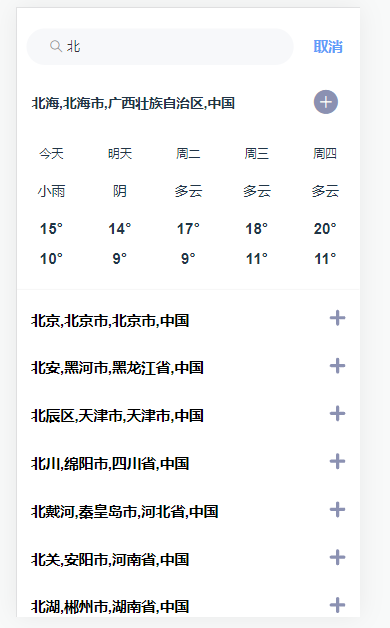 北 取消
北海,北海市,广西壮族自治区,中国
今天 明天 周二 周三 周四
小雨 阴 多云 多云 多云
15° 14° 17° 18° 20°
10° 9° 9° 11° 11°
北京,北京市,北京市,中国
北安,黑河市,黑龙江省,中国
北辰区,天津市,天津市,中国
北川,绵阳市,四川省,中国
北戴河,秦皇岛市,河北省,中国
北关,安阳市,河南省,中国
北湖,郴州市,湖南省,中国